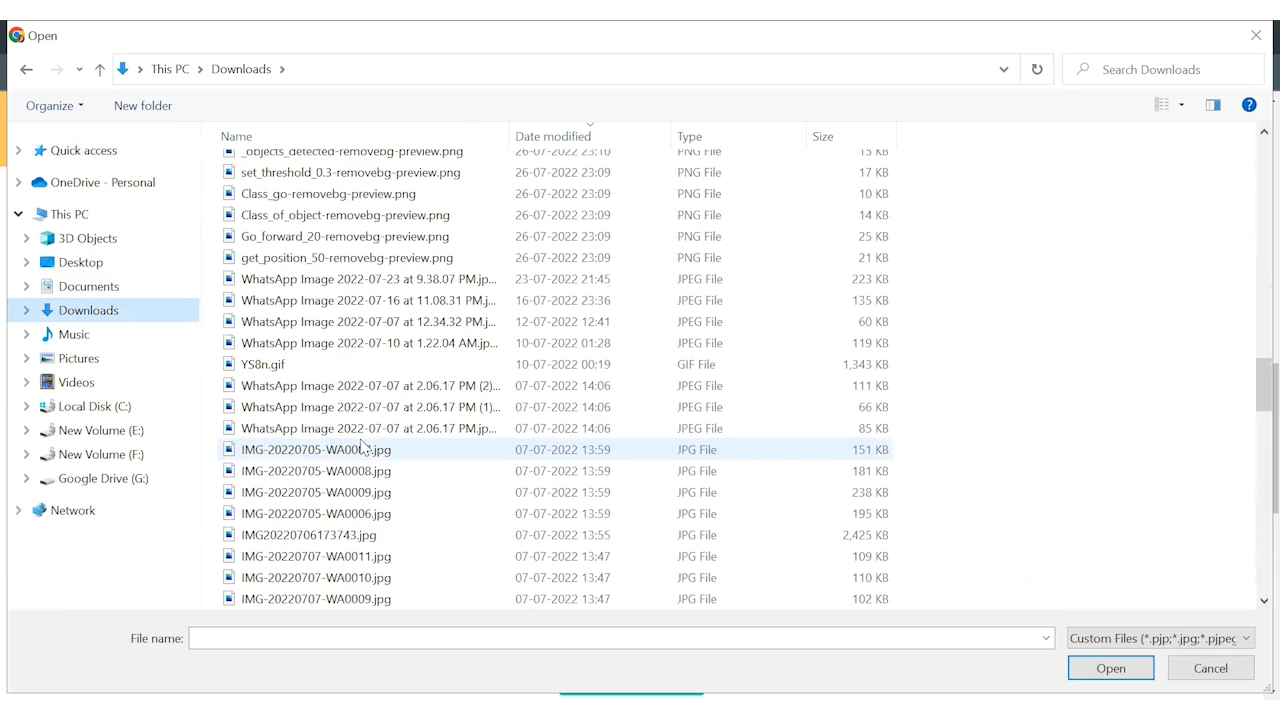 Open
This PC > Downloads >
Search Downloads
Organize
New folder
Name Date modified Type Size
_objects_detected-removebg-preview.png 26-07-2022 23:10 PNG File 15 KB
set_threshold_0.3-removebg-preview.png 26-07-2022 23:09 PNG File 17 KB
Class_go-removebg-preview.png 26-07-2022 23:09 PNG File 10 KB
Class_of_object-removebg-preview.png 26-07-2022 23:09 PNG File 14 KB
Go_forward_20-removebg-preview.png 26-07-2022 23:09 PNG File 25 KB
get_position_50-removebg-preview.png 26-07-2022 23:09 PNG File 21 KB
WhatsApp Image 2022-07-23 at 9.38.07 PM.jp... 23-07-2022 21:45 JPEG File 223 KB
WhatsApp Image 2022-07-16 at 11.08.31 PM.j... 16-07-2022 23:36 JPEG File 135 KB
WhatsApp Image 2022-07-07 at 12.34.32 PM.j... 12-07-2022 12:41 JPEG File 60 KB
WhatsApp Image 2022-07-10 at 1.22.04 AM.jp... 10-07-2022 01:28 JPEG File 119 KB
YS8n.gif 10-07-2022 00:19 GIF File 1,343 KB
WhatsApp Image 2022-07-07 at 2.06.17 PM (2)... 07-07-2022 14:06 JPEG File 111 KB
WhatsApp Image 2022-07-07 at 2.06.17 PM (1)... 07-07-2022 14:06 JPEG File 66 KB
WhatsApp Image 2022-07-07 at 2.06.17 PM.jp... 07-07-2022 14:06 JPEG File 85 KB
07-07-2022 13:59 JPG File 151 KB
IMG-20220705-WA0008.jpg 07-07-2022 13:59 JPG File 181 KB
IMG-20220705-WA0009.jpg 07-07-2022 13:59 JPG File 238 KB
IMG-20220705-WA0006.jpg 07-07-2022 13:59 JPG File 195 KB
IMG20220706173743.jpg 07-07-2022 13:55 JPG File 2,425 KB
IMG-20220707-WA0011.jpg 07-07-2022 13:47 JPG File 109 KB
IMG-20220707-WA0010.jpg 07-07-2022 13:47 JPG File 110 KB
IMG-20220707-WA0009.jpg 07-07-2022 13:47 JPG File 102 KB
Quick access
OneDrive - Personal
This PC
3D Objects
Desktop
Documents
Downloads
Music
Pictures
Videos
Local Disk (C:)
New Volume (E:)
New Volume (F:)
Google Drive (G:)
Network
File name:
Custom Files (*.pjp;*.jpg;*.pjpeg
Open
Cancel